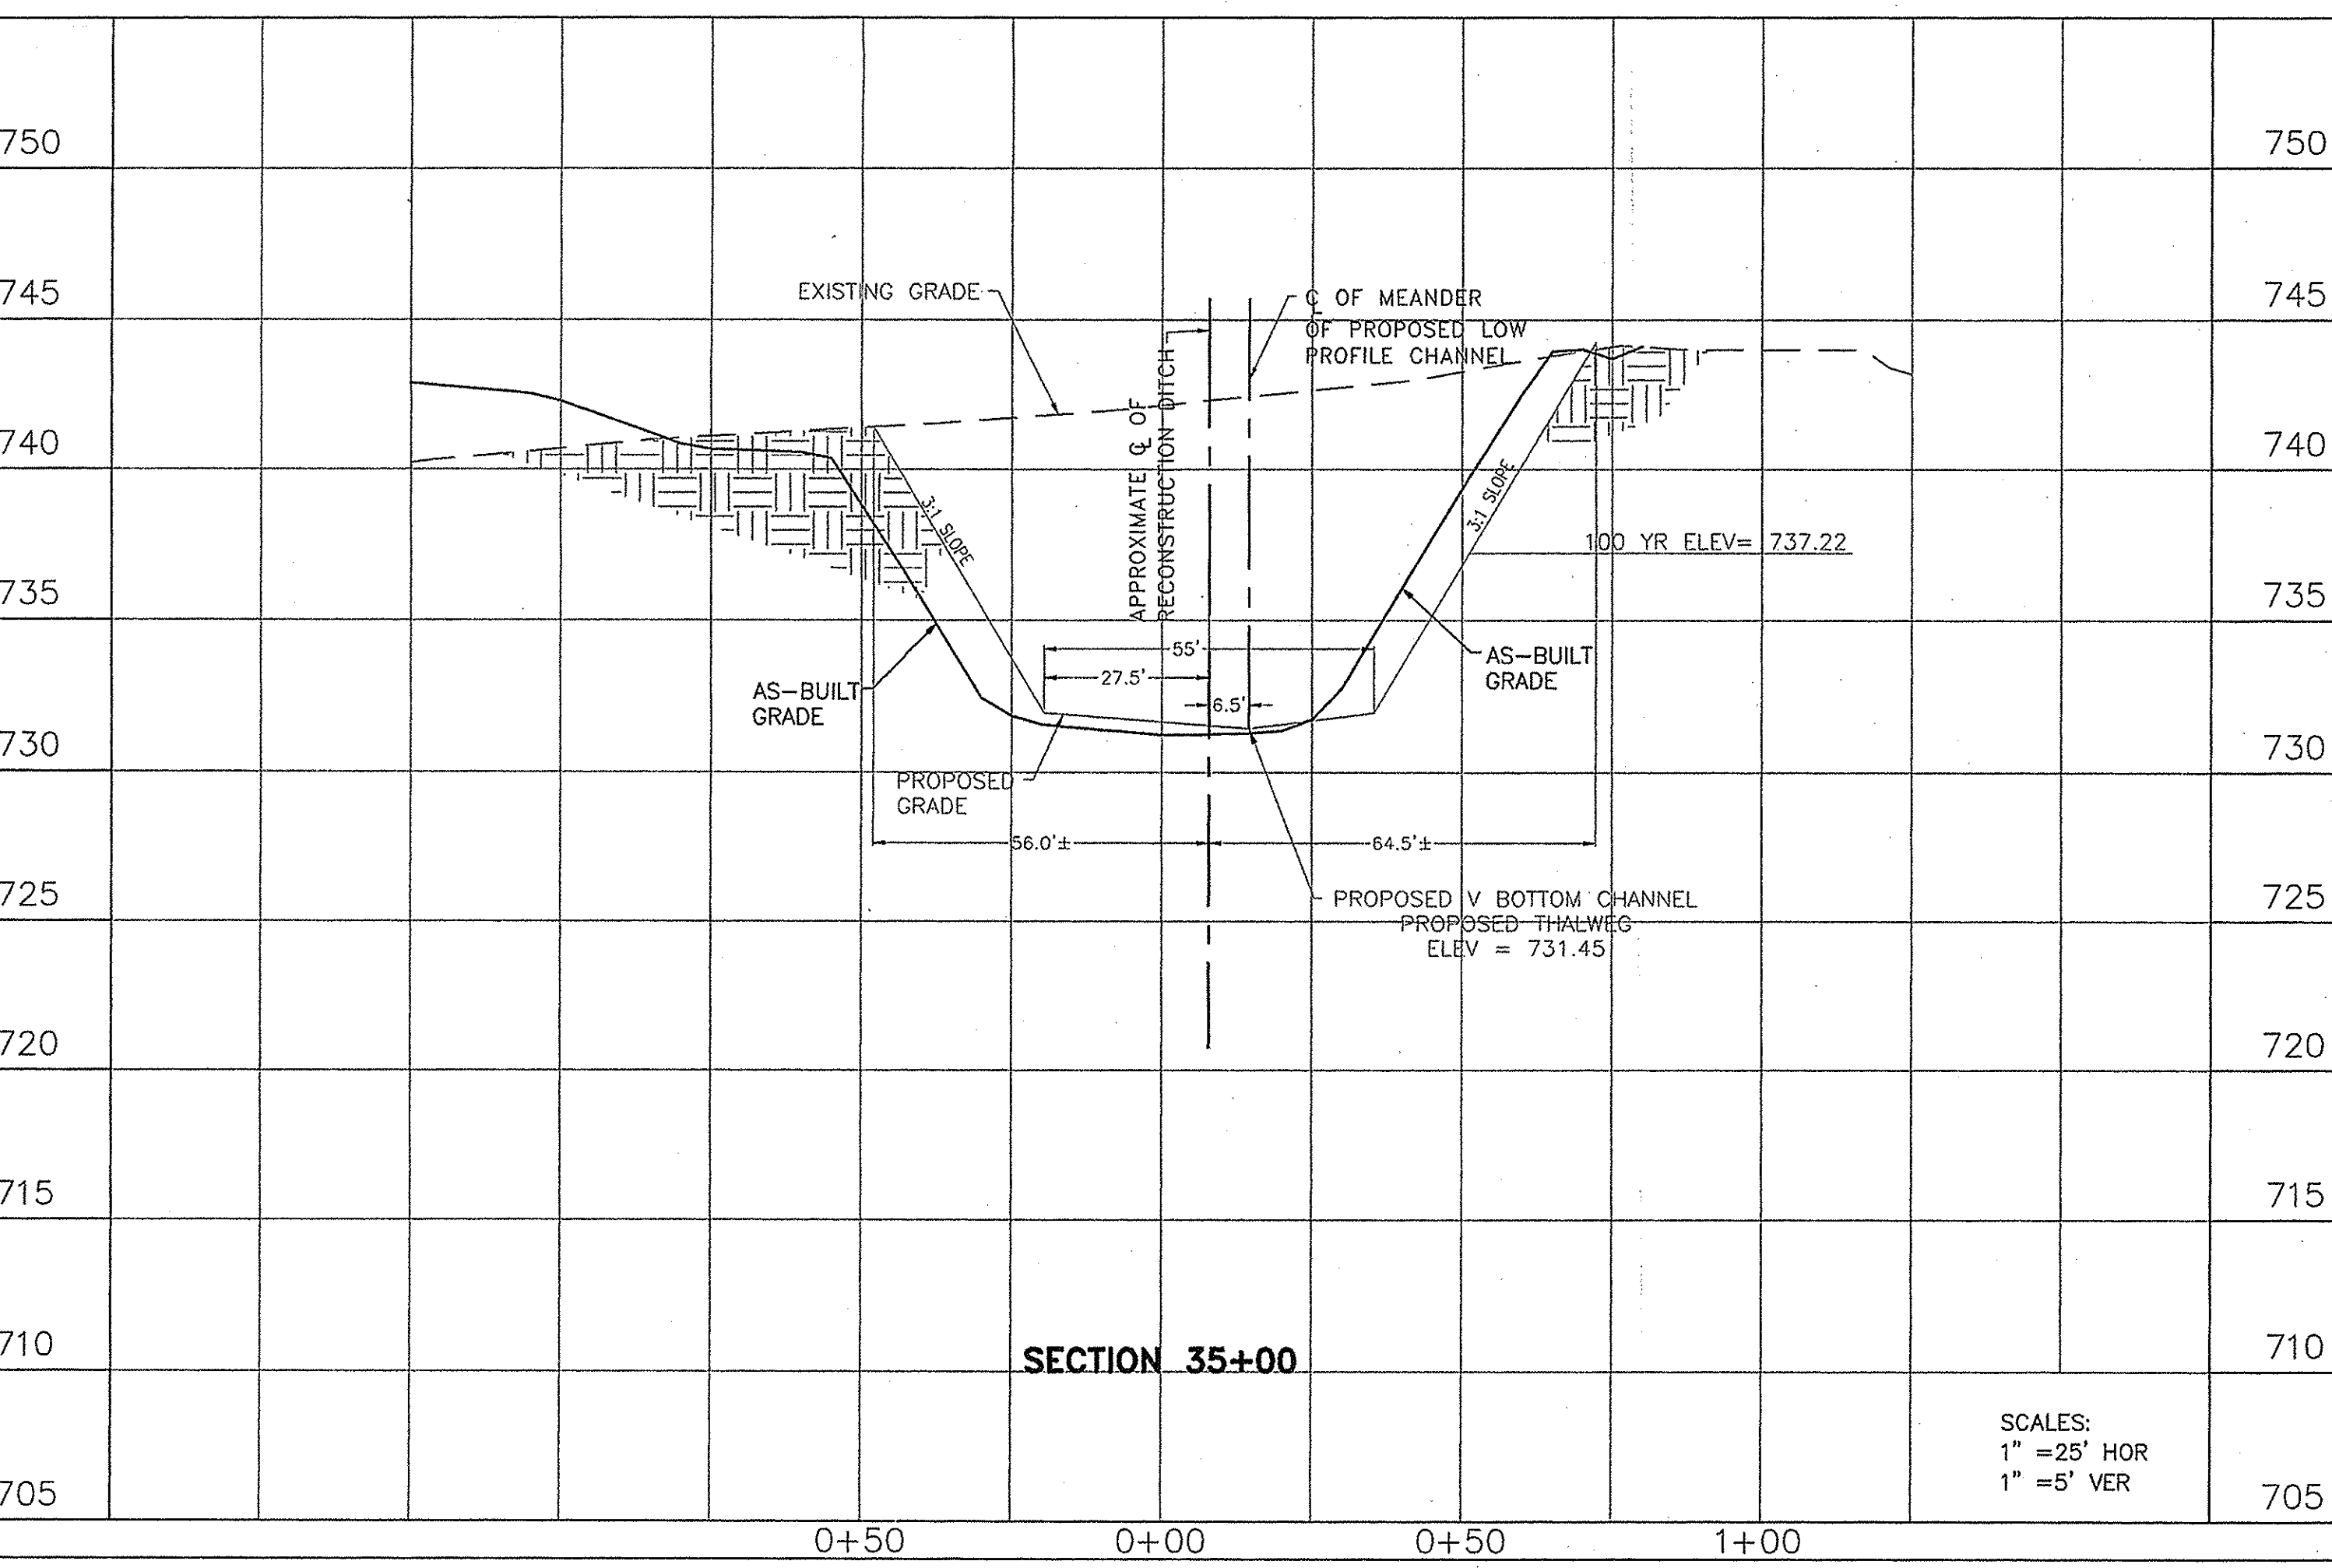 750
750
745
745
EXISTING GRADE
℄ OF MEANDER
OF PROPOSED LOW
PROFILE CHANNEL
APPROXIMATE ℄ OF
RECONSTRUCTION DITCH
740
740
3:1 SLOPE
3:1 SLOPE
100 YR ELEV= 737.22
735
735
55'
27.5'
6.5'
AS-BUILT
GRADE
AS-BUILT
GRADE
730
730
PROPOSED
GRADE
56.0'±
64.5'±
725
725
PROPOSED V BOTTOM CHANNEL
PROPOSED THALWEG
ELEV = 731.45
720
720
715
715
710
710
SECTION 35+00
SCALES:
1" =25' HOR
1" =5' VER
705
705
0+50
0+00
0+50
1+00